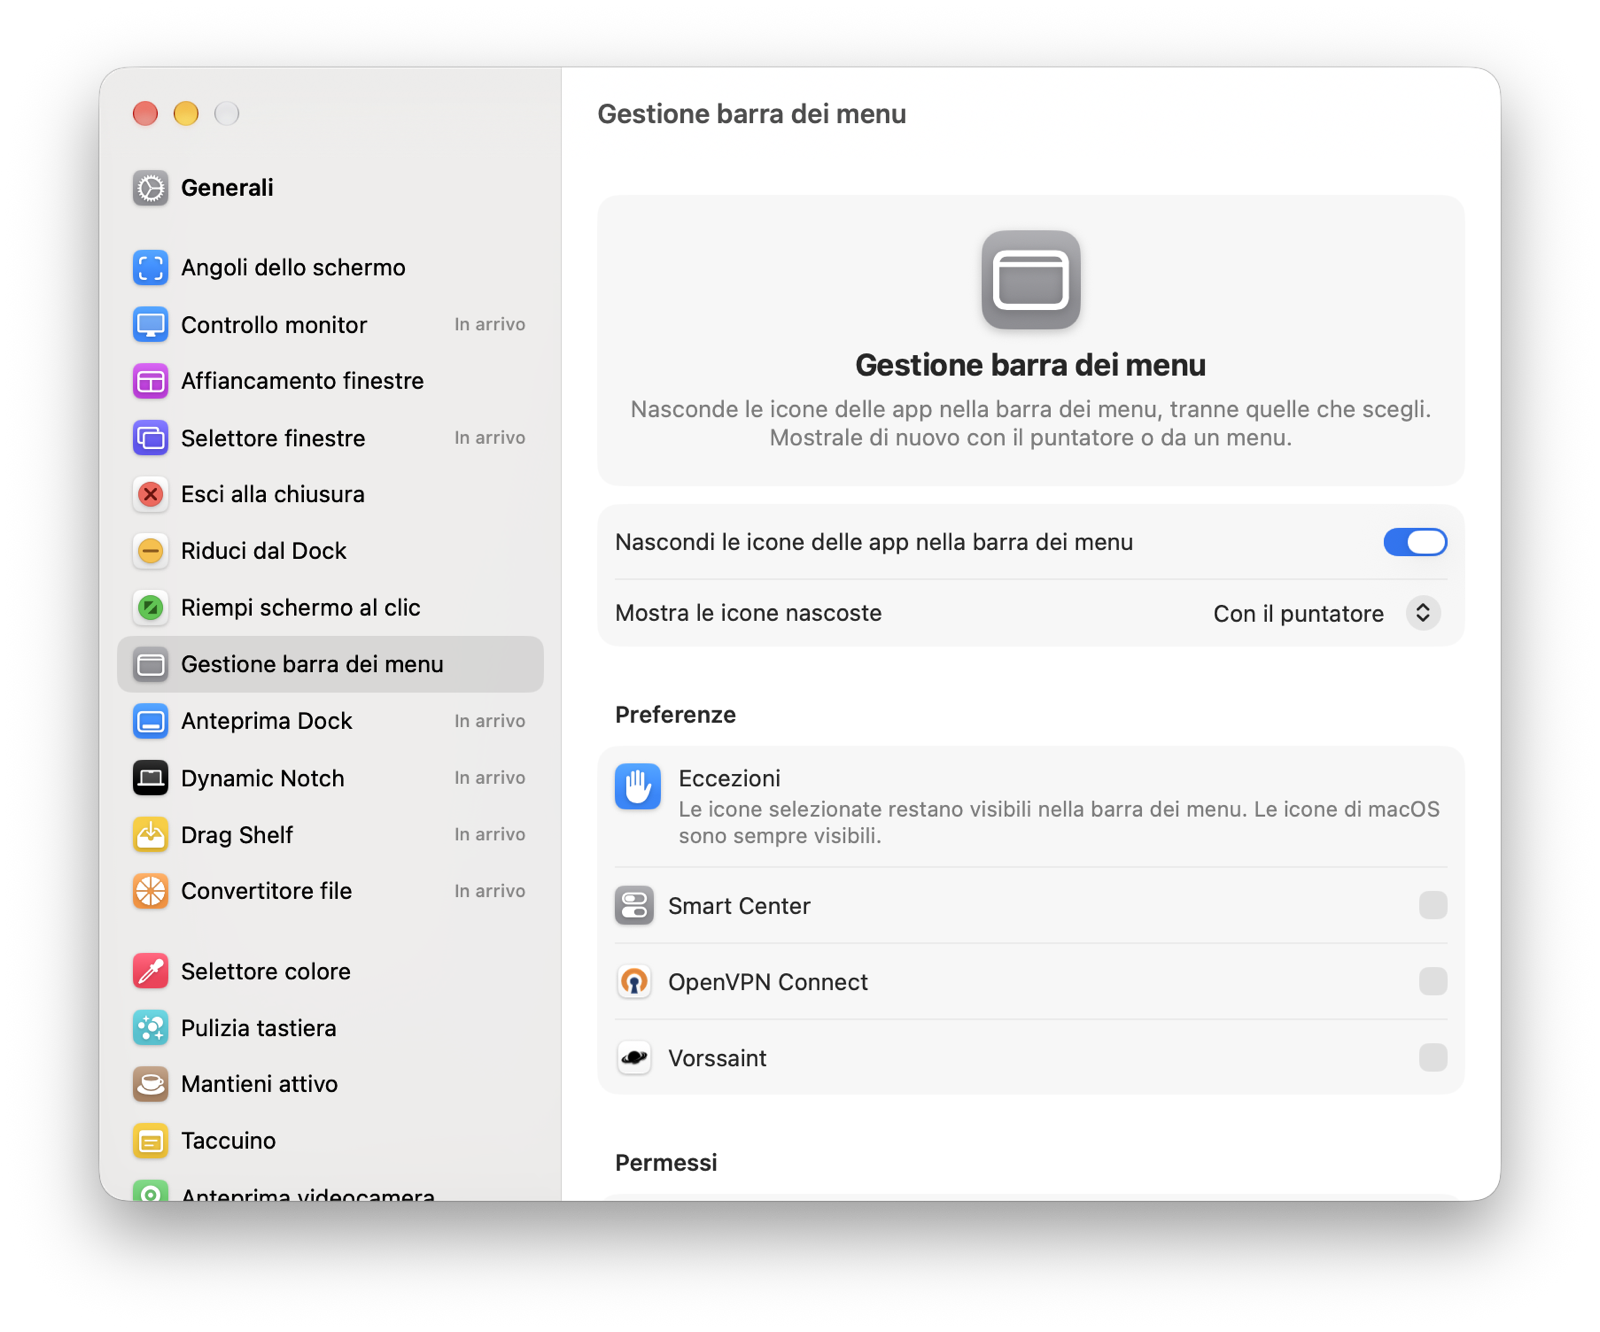 Generali
Angoli dello schermo
Controllo monitor In arrivo
Affiancamento finestre
Selettore finestre In arrivo
Esci alla chiusura
Riduci dal Dock
Riempi schermo al clic
Gestione barra dei menu
Anteprima Dock In arrivo
Dynamic Notch In arrivo
Drag Shelf In arrivo
Convertitore file In arrivo
Selettore colore
Pulizia tastiera
Mantieni attivo
Taccuino
Anteprima videocamera
Gestione barra dei menu
Gestione barra dei menu
Nasconde le icone delle app nella barra dei menu, tranne quelle che scegli.
Mostrale di nuovo con il puntatore o da un menu.
Nascondi le icone delle app nella barra dei menu
Mostra le icone nascoste Con il puntatore
Preferenze
Eccezioni
Le icone selezionate restano visibili nella barra dei menu. Le icone di macOS
sono sempre visibili.
Smart Center
OpenVPN Connect
Vorssaint
Permessi